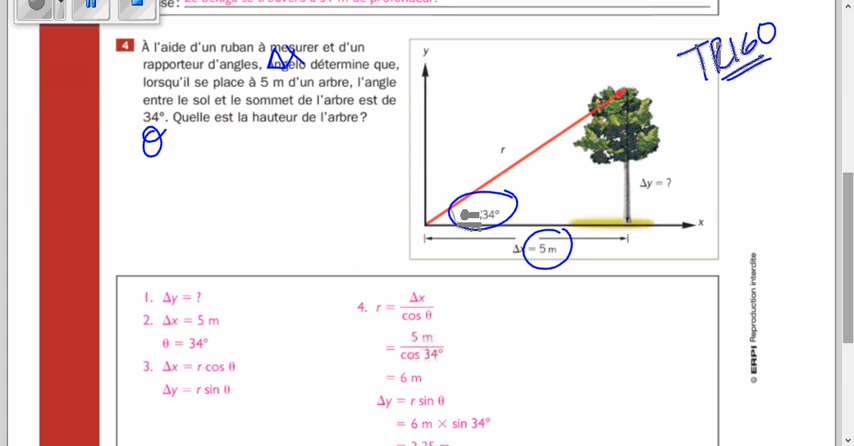 se:
4 À l'aide d'un ruban à mesurer et d'un
rapporteur d'angles, Angelo détermine que,
lorsqu'il se place à 5 m d'un arbre, l'angle
entre le sol et le sommet de l'arbre est de
34°. Quelle est la hauteur de l'arbre?
Δx
θ
TRIGO
y
r
Δy = ?
34°
x
Δx = 5 m
1. Δy = ?
2. Δx = 5 m
θ = 34°
3. Δx = r cos θ
Δy = r sin θ
4. r = Δx / cos θ
= 5 m / cos 34°
= 6 m
Δy = r sin θ
= 6 m × sin 34°
© ERPI Reproduction interdite